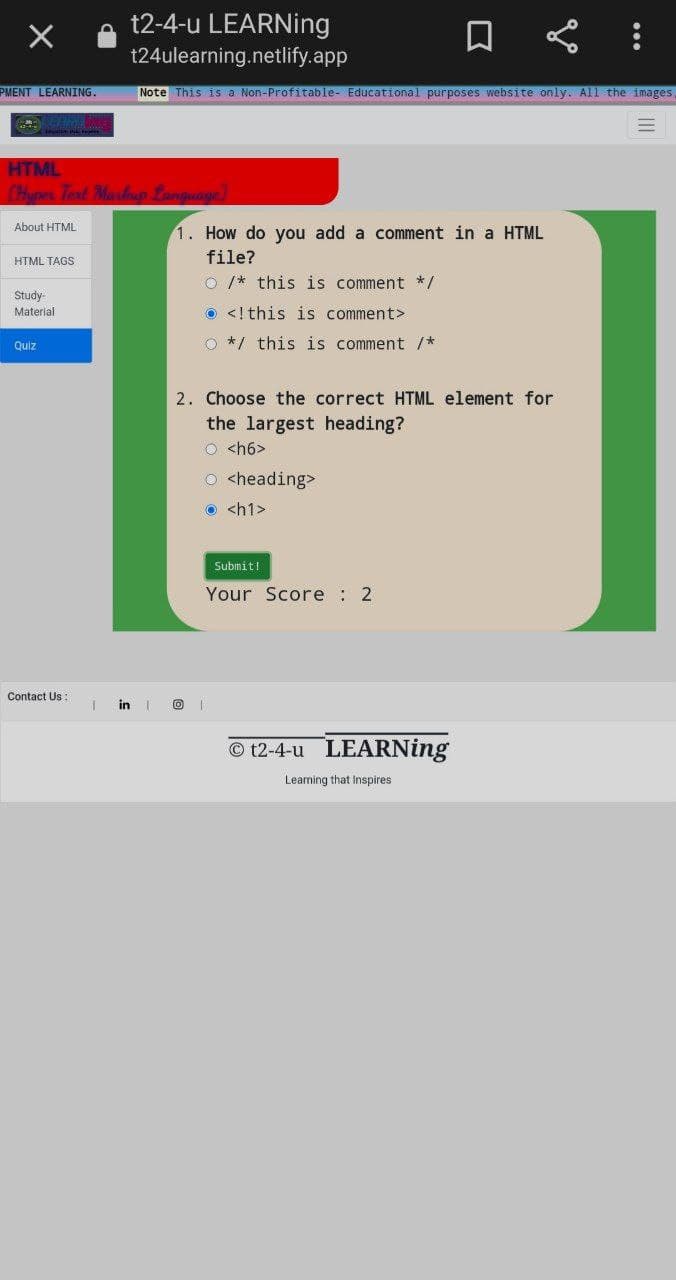 t2-4-u LEARNing
t24ulearning.netlify.app
PMENT LEARNING. Note This is a Non-Profitable- Educational purposes website only. All the images
HTML
(Hyper Text Markup Language)
About HTML
HTML TAGS
Study-
Material
Quiz
1. How do you add a comment in a HTML
file?
/* this is comment */
<!this is comment>
*/ this is comment /*
2. Choose the correct HTML element for
the largest heading?
<h6>
<heading>
<h1>
Submit!
Your Score : 2
Contact Us :
| in | |
© t2-4-u LEARNing
Learning that Inspires